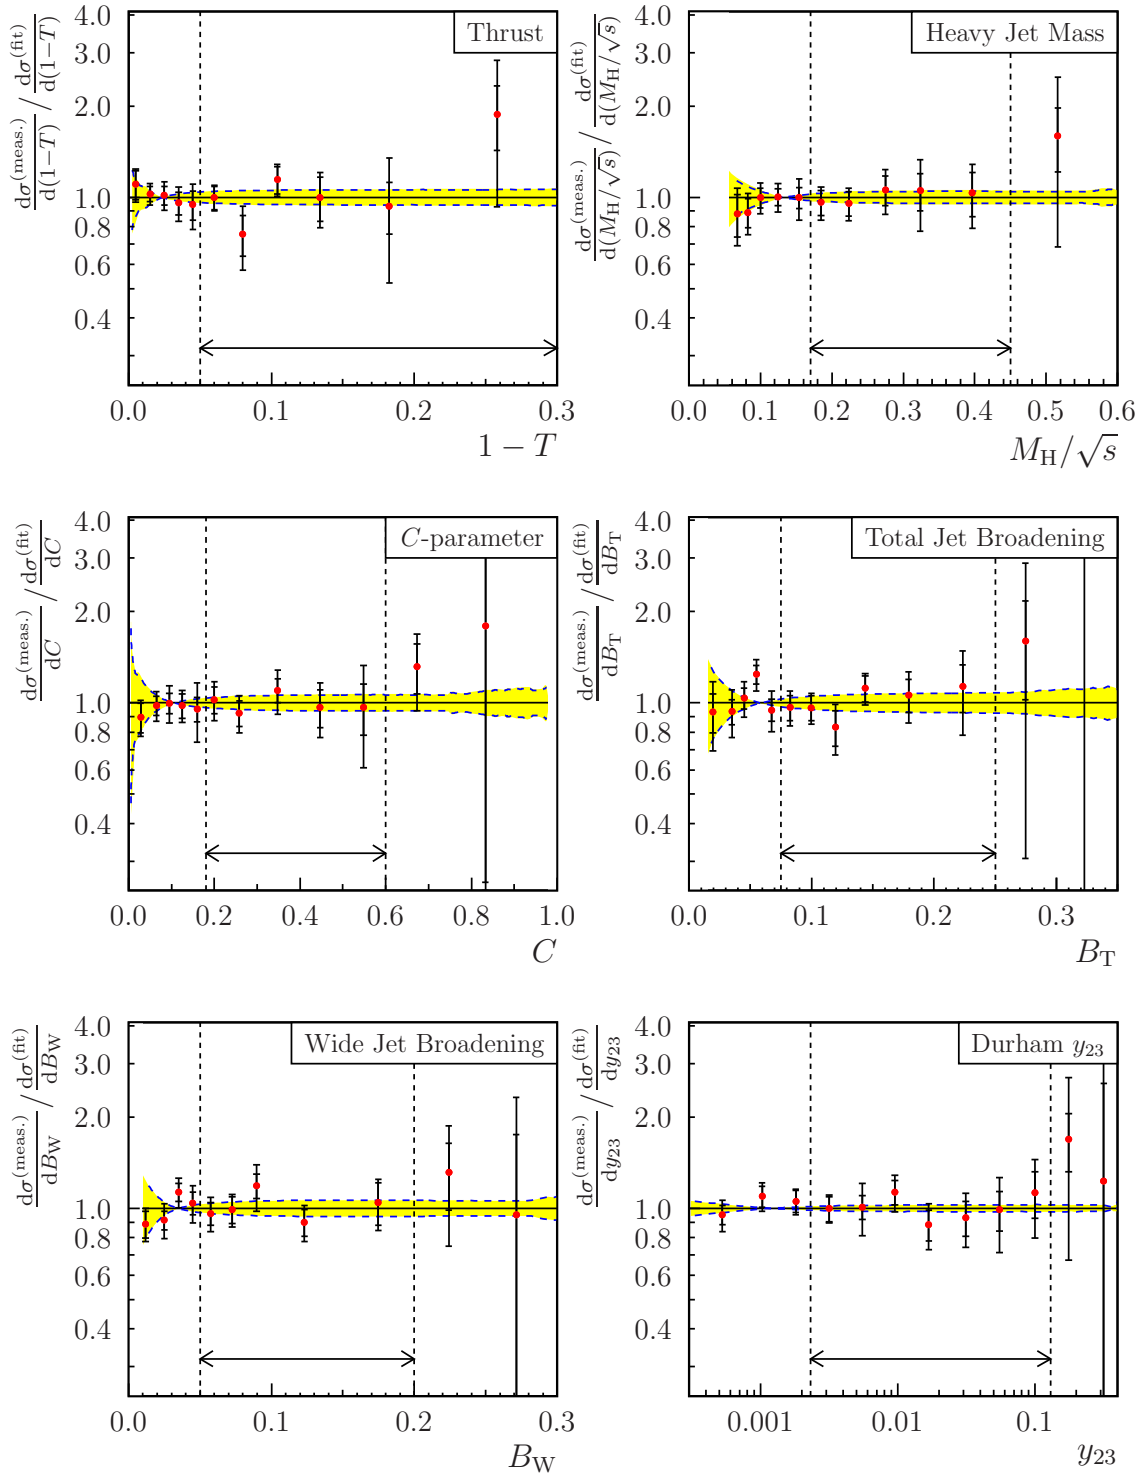 Thrust
dσ^(meas.)/d(1−T) / dσ^(fit)/d(1−T)
4.0
3.0
2.0
1.0
0.8
0.6
0.4
0.0 0.1 0.2 0.3
1 − T
Heavy Jet Mass
dσ^(meas.)/d(M_H/√s) / dσ^(fit)/d(M_H/√s)
4.0
3.0
2.0
1.0
0.8
0.6
0.4
0.0 0.1 0.2 0.3 0.4 0.5 0.6
M_H/√s
C-parameter
dσ^(meas.)/dC / dσ^(fit)/dC
4.0
3.0
2.0
1.0
0.8
0.6
0.4
0.0 0.2 0.4 0.6 0.8 1.0
C
Total Jet Broadening
dσ^(meas.)/dB_T / dσ^(fit)/dB_T
4.0
3.0
2.0
1.0
0.8
0.6
0.4
0.0 0.1 0.2 0.3
B_T
Wide Jet Broadening
dσ^(meas.)/dB_W / dσ^(fit)/dB_W
4.0
3.0
2.0
1.0
0.8
0.6
0.4
0.0 0.1 0.2 0.3
B_W
Durham y_23
dσ^(meas.)/dy_23 / dσ^(fit)/dy_23
4.0
3.0
2.0
1.0
0.8
0.6
0.4
0.001 0.01 0.1
y_23